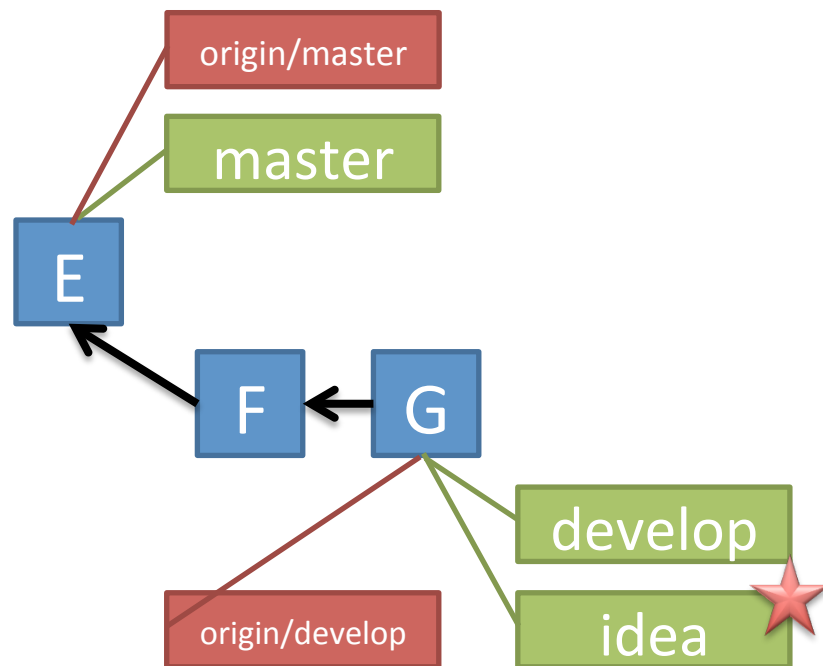 origin/master
master
E
F
G
develop
origin/develop
idea